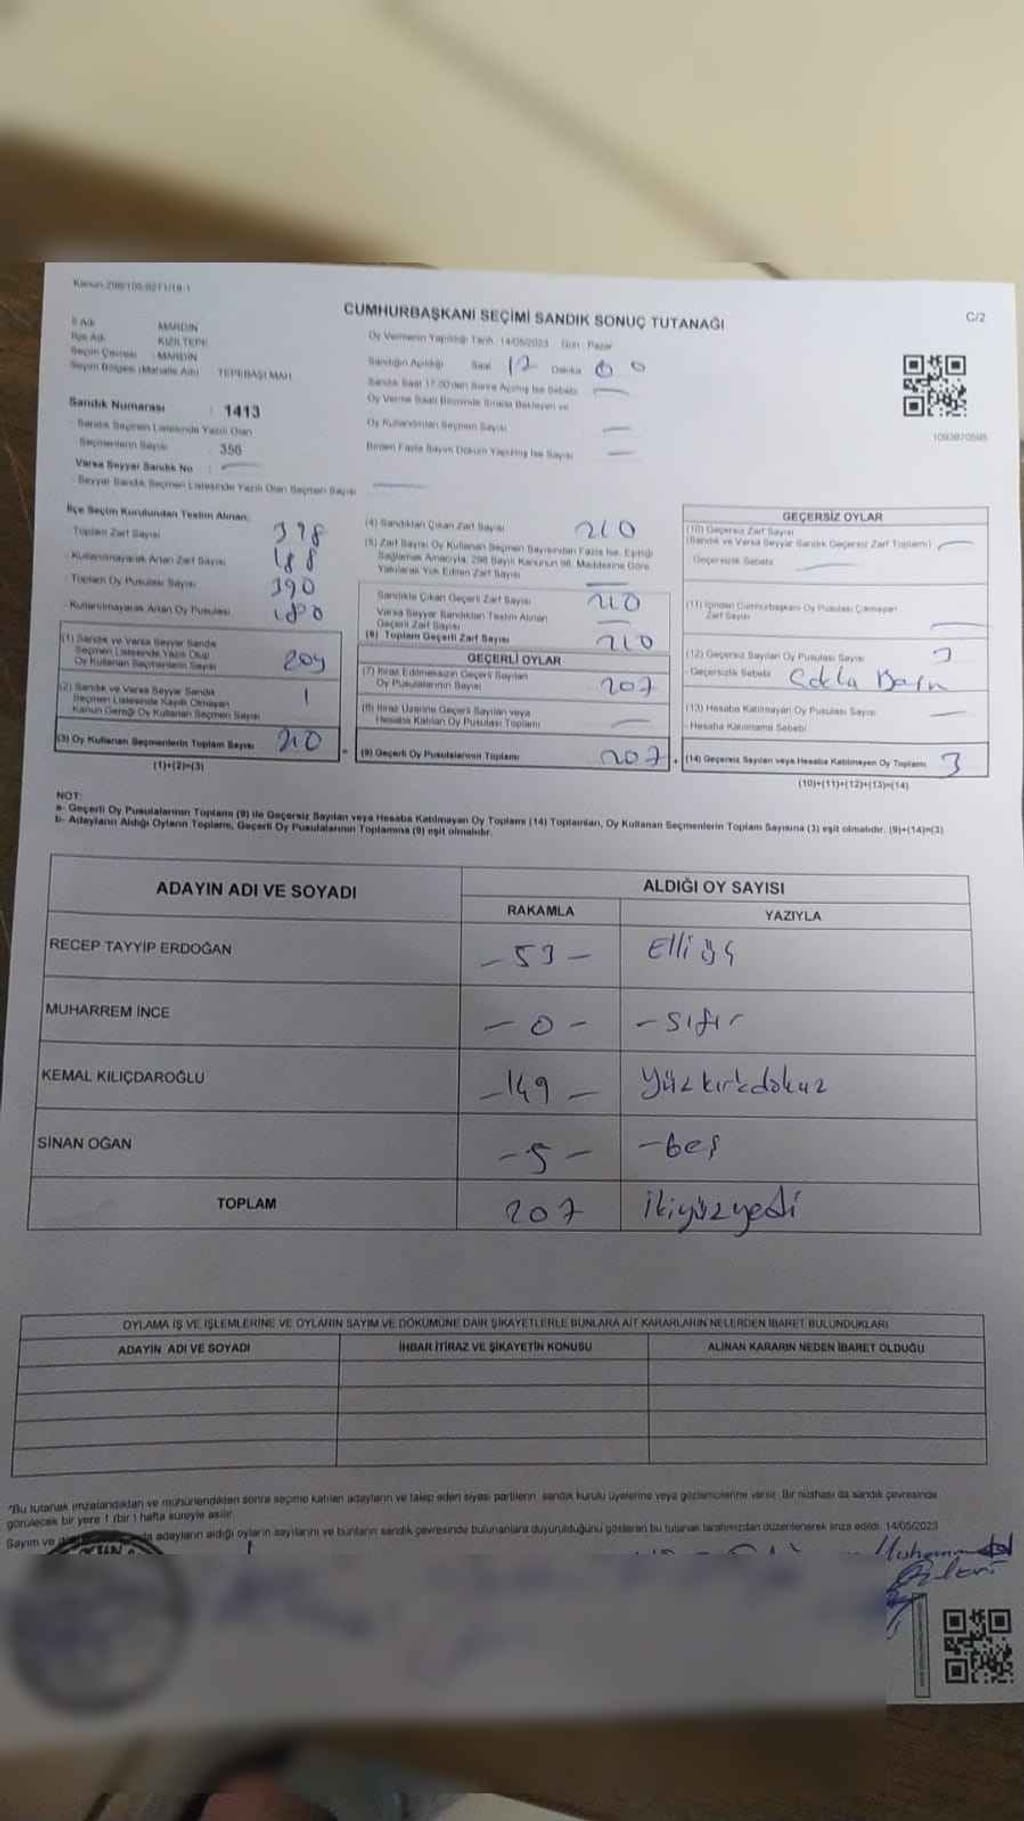 CUMHURBAŞKANI SEÇİMİ SANDIK SONUÇ TUTANAĞI
C/2
İl Adı MARDİN
İlçe Adı KIZILTEPE
Seçim Çevresi MARDİN
Seçim Bölgesi (Mahalle Adı) TEPEBAŞI MAH.
Oy Vermenin Yapıldığı Tarih 14/05/2023 Gün Pazar
Sandığın Açıldığı Saat 17 Dakika 00
Sandık Saat 17.00'den Sonra Açılmış İse Sebebi
Oy Verme Saati Bitiminde Sırada Bekleyen ve
Oy Kullandırılan Seçmen Sayısı
Birden Fazla Sayım Döküm Yapılmış İse Sayısı
Sandık Numarası : 1413
Sandık Seçmen Listesinde Yazılı Olan
Seçmenlerin Sayısı : 356
Varsa Seyyar Sandık No :
Seyyar Sandık Seçmen Listesinde Yazılı Olan Seçmen Sayısı
İlçe Seçim Kurulundan Teslim Alınan:
Toplam Zarf Sayısı 398
Kullanılmayarak Artan Zarf Sayısı 188
Toplam Oy Pusulası Sayısı 390
Kullanılmayarak Artan Oy Pusulası 180
(1) Sandık ve Varsa Seyyar Sandık
Seçmen Listesinde Yazılı Olup
Oy Kullanan Seçmenlerin Sayısı 209
(2) Sandık ve Varsa Seyyar Sandık
Seçmen Listesinde Kayıtlı Olmayan
Kanun Gereği Oy Kullanan Seçmen Sayısı 1
(3) Oy Kullanan Seçmenlerin Toplam Sayısı 210
(1)+(2)=(3)
(4) Sandıktan Çıkan Zarf Sayısı 210
(5) Zarf Sayısı Oy Kullanan Seçmen Sayısından Fazla İse, Eşitliği
Sağlamak Amacıyla, 298 Sayılı Kanunun 98. Maddesine Göre
Yakılarak Yok Edilen Zarf Sayısı
Sandıkta Çıkan Geçerli Zarf Sayısı 210
Varsa Seyyar Sandıktan Teslim Alınan
Geçerli Zarf Sayısı
(6) Toplam Geçerli Zarf Sayısı 210
GEÇERLİ OYLAR
(7) İtiraz Edilmeksizin Geçerli Sayılan
Oy Pusulalarının Sayısı 207
(8) İtiraz Üzerine Geçerli Sayılan veya
Hesaba Katılan Oy Pusulası Toplamı
(9) Geçerli Oy Pusulalarının Toplamı 207
GEÇERSİZ OYLAR
(10) Geçersiz Zarf Sayısı
(Sandık ve Varsa Seyyar Sandık Geçersiz Zarf Toplamı)
Geçersizlik Sebebi
(11) İçinden Cumhurbaşkanı Oy Pusulası Çıkmayan
Zarf Sayısı
(12) Geçersiz Sayılan Oy Pusulası Sayısı 3
- Geçersizlik Sebebi
(13) Hesaba Katılmayan Oy Pusulası Sayısı
- Hesaba Katılmama Sebebi
(14) Geçersiz Sayılan veya Hesaba Katılmayan Oy Toplamı 3
(10)+(11)+(12)+(13)=(14)
NOT:
a- Geçerli Oy Pusulalarının Toplamı (9) ile Geçersiz Sayılan veya Hesaba Katılmayan Oy Toplamı (14) Toplamları, Oy Kullanan Seçmenlerin Toplam Sayısına (3) eşit olmalıdır. (9)+(14)=(3)
b- Adayların Aldığı Oyların Toplamı, Geçerli Oy Pusulalarının Toplamına (9) eşit olmalıdır.
ADAYIN ADI VE SOYADI
ALDIĞI OY SAYISI
RAKAMLA YAZIYLA
RECEP TAYYİP ERDOĞAN - 53 - Elli üç
MUHARREM İNCE - 0 - - sıfır
KEMAL KILIÇDAROĞLU - 149 - Yüz kırkdokuz
SİNAN OĞAN - 5 - - beş
TOPLAM 207 ikiyüzyedi
OYLAMA İŞ VE İŞLEMLERİNE VE OYLARIN SAYIM VE DÖKÜMÜNE DAİR ŞİKAYETLERLE BUNLARA AİT KARARLARIN NELERDEN İBARET BULUNDUKLARI
ADAYIN ADI VE SOYADI İHBAR İTİRAZ VE ŞİKAYETİN KONUSU ALINAN KARARIN NEDEN İBARET OLDUĞU
*Bu tutanak imzalandıktan ve mühürlendikten sonra seçime katılan adayların ve talep eden siyasi partilerin sandık kurulu üyelerine veya gözlemcilerine verilir. Bir nüshası da sandık çevresinde
görülecek bir yere 1 (bir) hafta süreyle asılır.
Sayım ve adayların aldığı oyların sayılarını ve bunların sandık çevresinde bulunanlara duyurulduğunu gösteren bu tutanak tarafımızdan düzenlenerek imza edildi. 14/05/2023